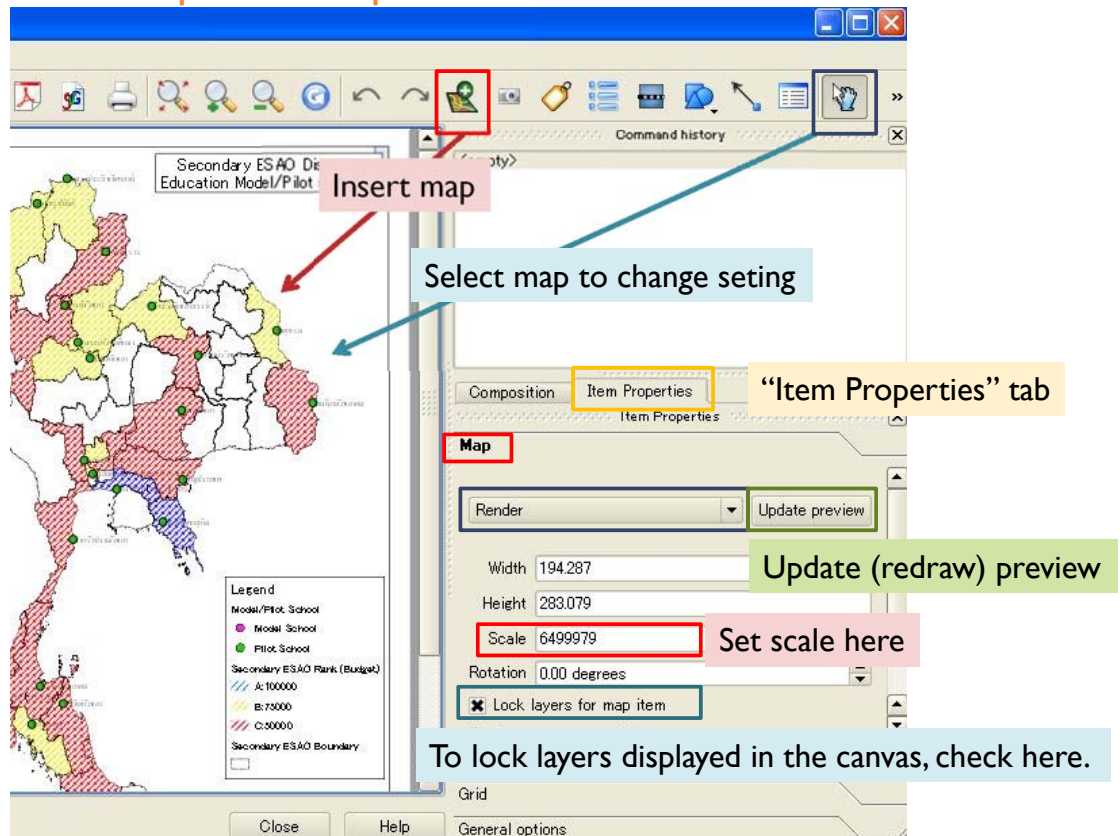 »
Command history
Secondary ESAO Dis
Education Model/Pilot
Insert map
Select map to change seting
Composition
Item Properties
“Item Properties” tab
Item Properties
Map
Render
Update preview
Update (redraw) preview
Width 194.287
Height 283.079
Scale 6499979
Set scale here
Rotation 0.00 degrees
Lock layers for map item
To lock layers displayed in the canvas, check here.
Legend
Model/Pilot School
Model School
Pilot School
Secondary ESAO Rank (Budget)
A:100000
B:75000
C:50000
Secondary ESAO Boundary
Grid
General options
Close
Help